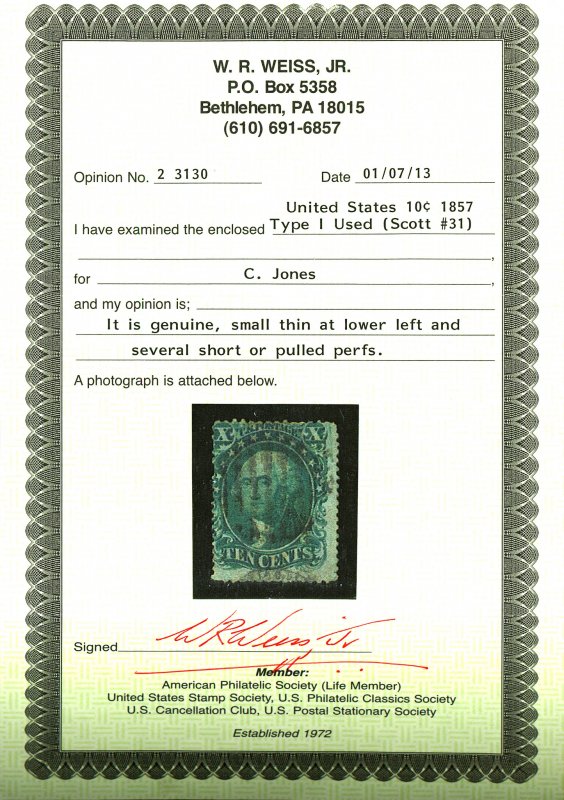 W. R. WEISS, JR.
P.O. Box 5358
Bethlehem, PA 18015
(610) 691-6857
Opinion No. 2 3130 Date 01/07/13
United States 10¢ 1857
I have examined the enclosed Type I Used (Scott #31)
for C. Jones,
and my opinion is;
It is genuine, small thin at lower left and
several short or pulled perfs.
A photograph is attached below.
X X
TEN CENTS
Signed W R Weiss, Jr
Member:
American Philatelic Society (Life Member)
United States Stamp Society, U.S. Philatelic Classics Society
U.S. Cancellation Club, U.S. Postal Stationary Society
Established 1972